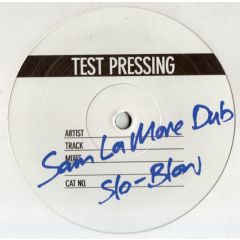 TEST PRESSING
ARTIST
TRACK
MIXES
CAT NO.
Sam La More Dub
Slo-Blow